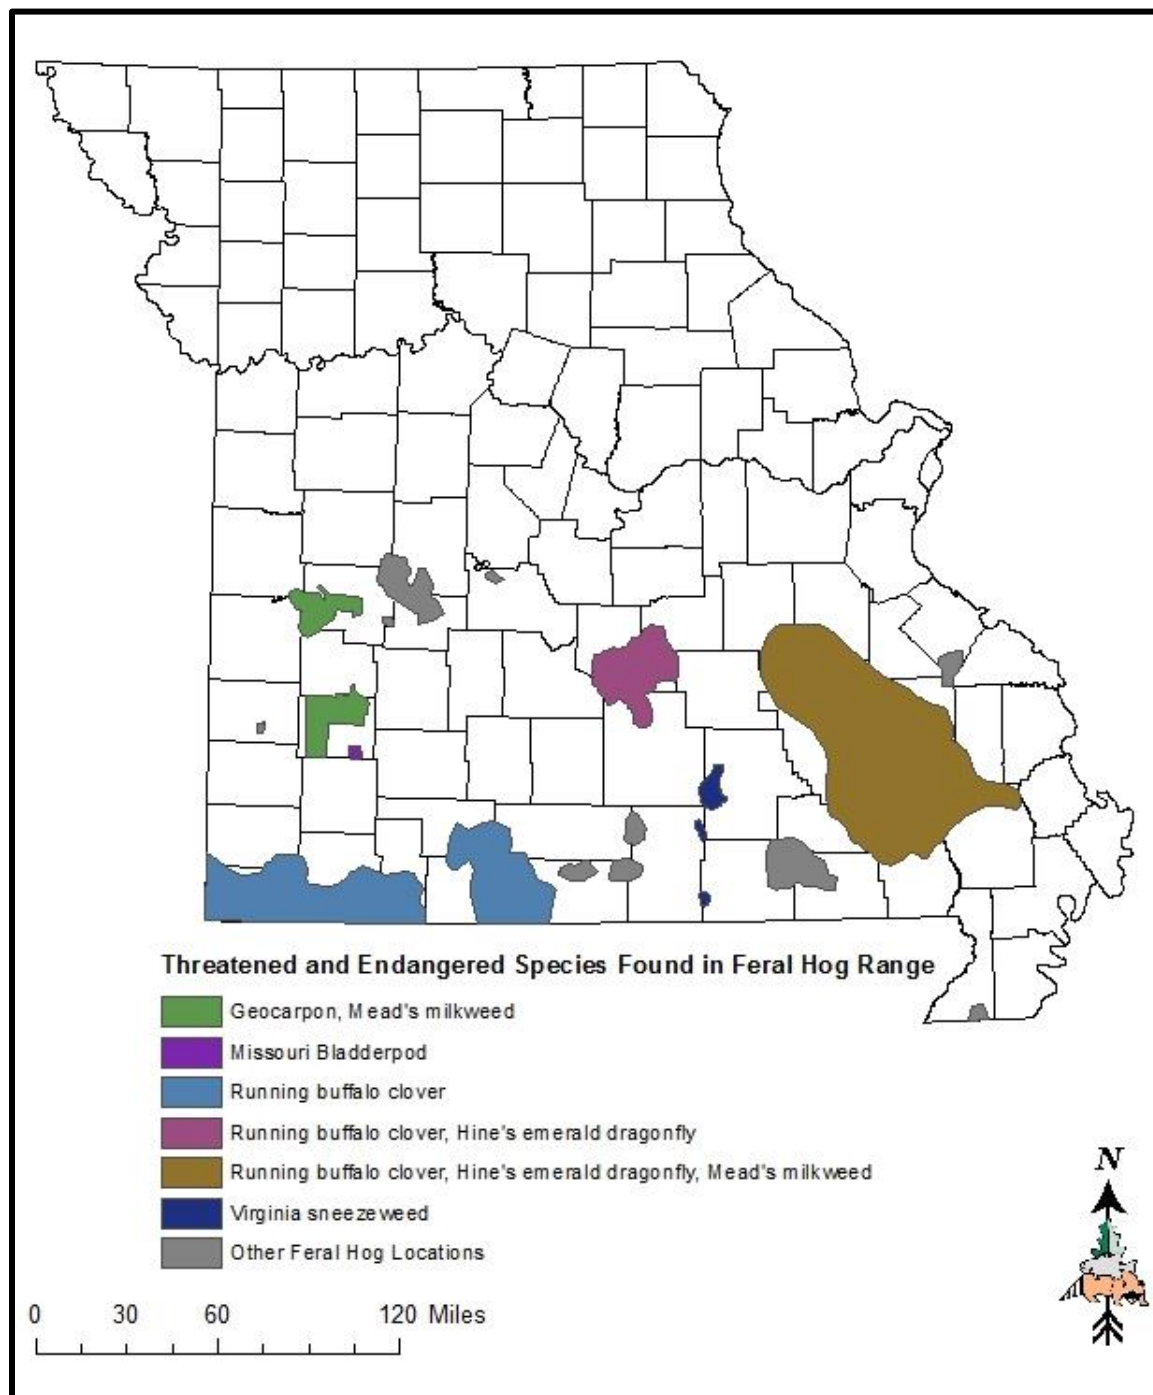 Threatened and Endangered Species Found in Feral Hog Range
Geocarpon, Mead's milkweed
Missouri Bladderpod
Running buffalo clover
Running buffalo clover, Hine's emerald dragonfly
Running buffalo clover, Hine's emerald dragonfly, Mead's milkweed
Virginia sneezeweed
Other Feral Hog Locations
N
0 30 60 120 Miles